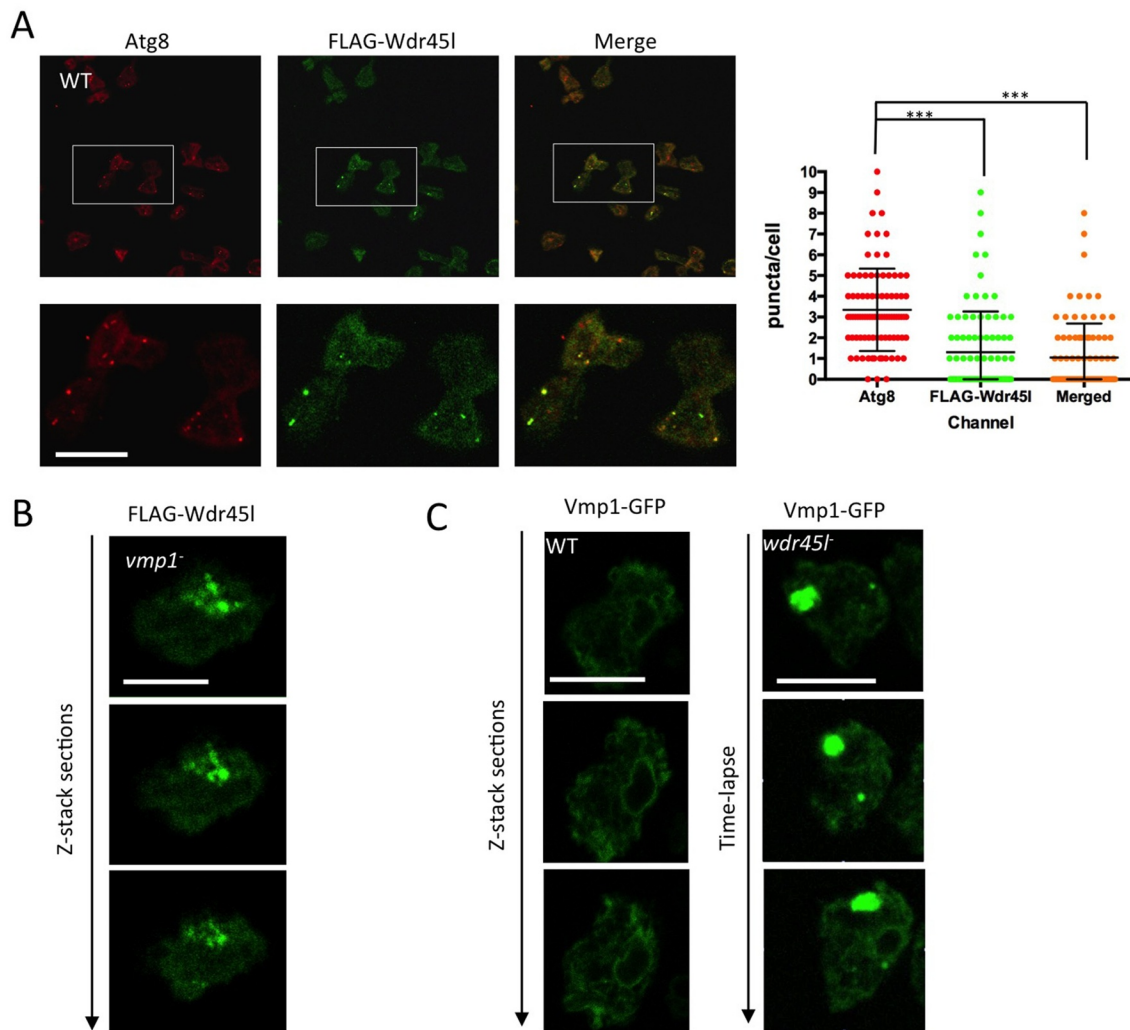 A
Atg8
FLAG-Wdr45l
Merge
WT
***
***
puncta/cell
10
9
8
7
6
5
4
3
2
1
0
Atg8
FLAG-Wdr45l
Merged
Channel
B
FLAG-Wdr45l
vmp1-
Z-stack sections
C
Vmp1-GFP
Vmp1-GFP
WT
wdr45l-
Z-stack sections
Time-lapse